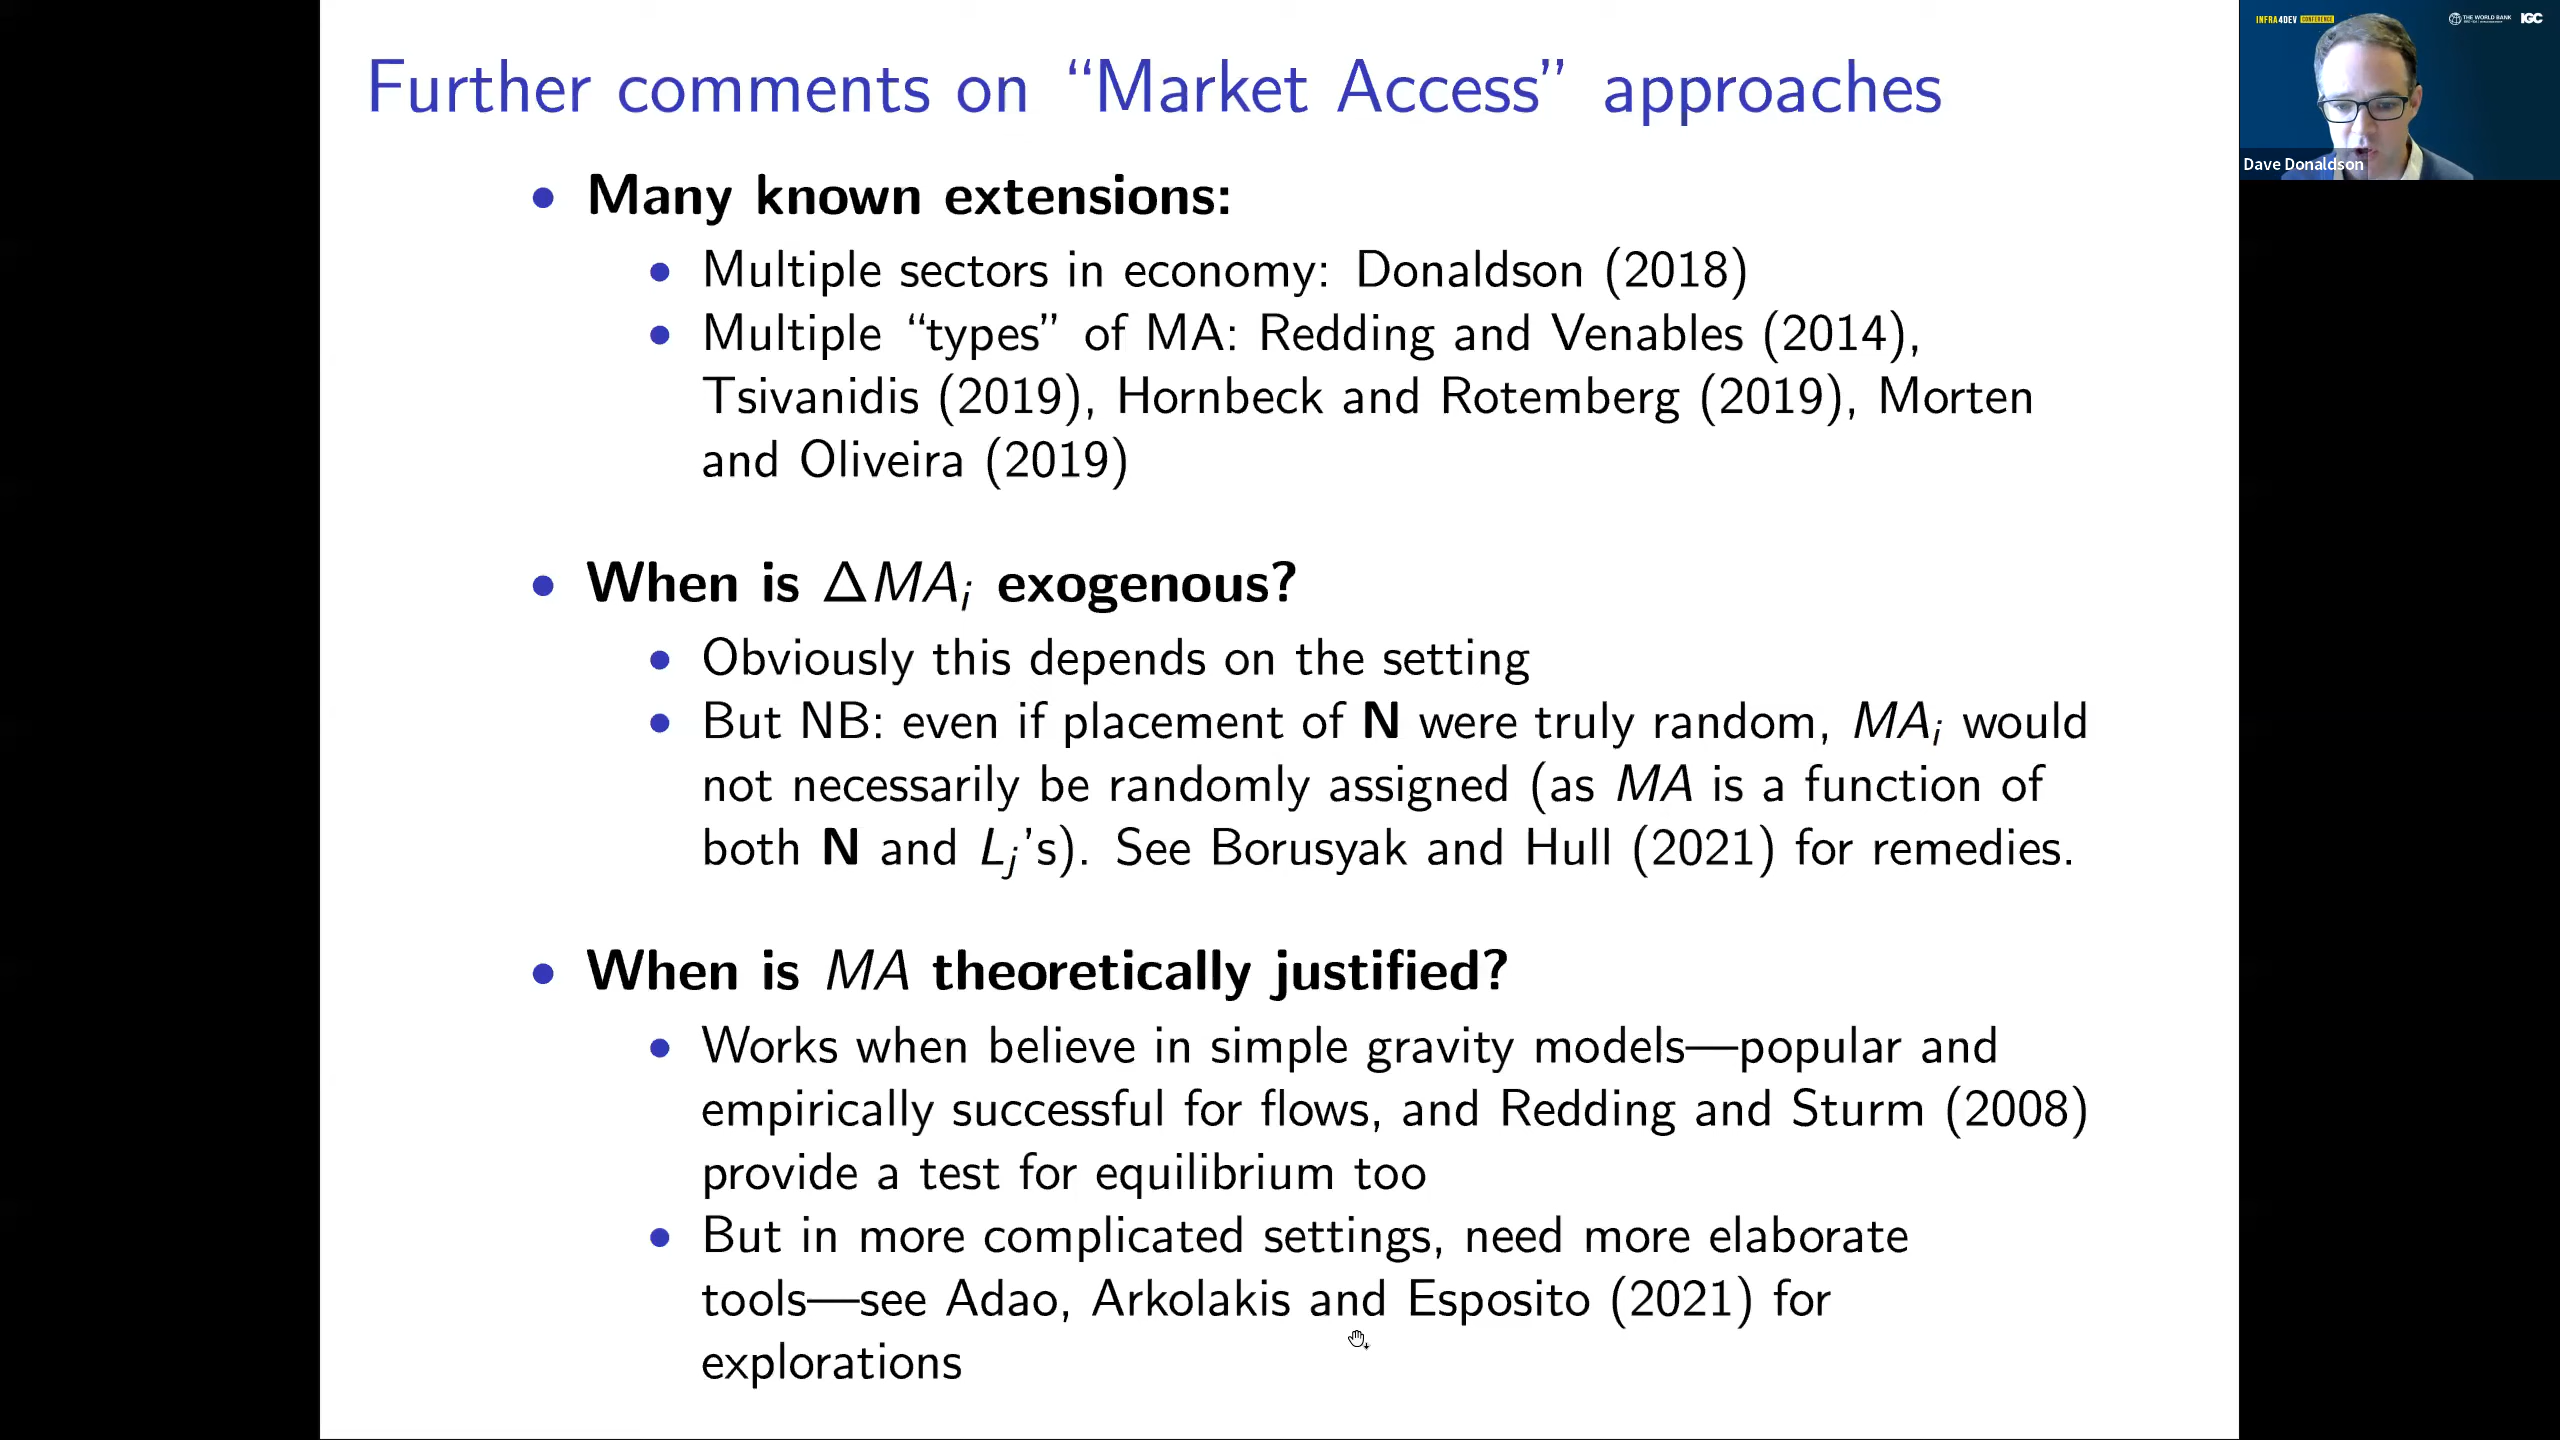 Further comments on “Market Access” approaches
• Many known extensions:
• Multiple sectors in economy: Donaldson (2018)
• Multiple “types” of MA: Redding and Venables (2014),
Tsivanidis (2019), Hornbeck and Rotemberg (2019), Morten
and Oliveira (2019)
• When is ΔMAᵢ exogenous?
• Obviously this depends on the setting
• But NB: even if placement of N were truly random, MAᵢ would
not necessarily be randomly assigned (as MA is a function of
both N and Lⱼ’s). See Borusyak and Hull (2021) for remedies.
• When is MA theoretically justified?
• Works when believe in simple gravity models—popular and
empirically successful for flows, and Redding and Sturm (2008)
provide a test for equilibrium too
• But in more complicated settings, need more elaborate
tools—see Adao, Arkolakis and Esposito (2021) for
explorations
INFRA4DEV CONFERENCE
THE WORLD BANK
IGC
Dave Donaldson